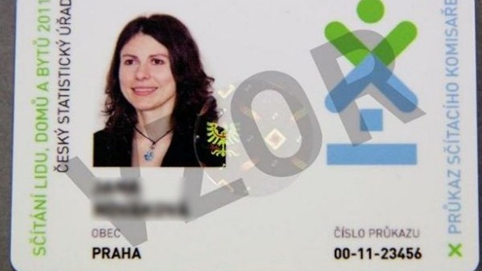 SČÍTÁNÍ LIDU, DOMŮ A BYTŮ 2011
ČESKÝ STATISTICKÝ ÚŘAD
VZOR
OBEC
PRAHA
ČÍSLO PRŮKAZU
00-11-23456
PRŮKAZ SČÍTACÍHO KOMISAŘE